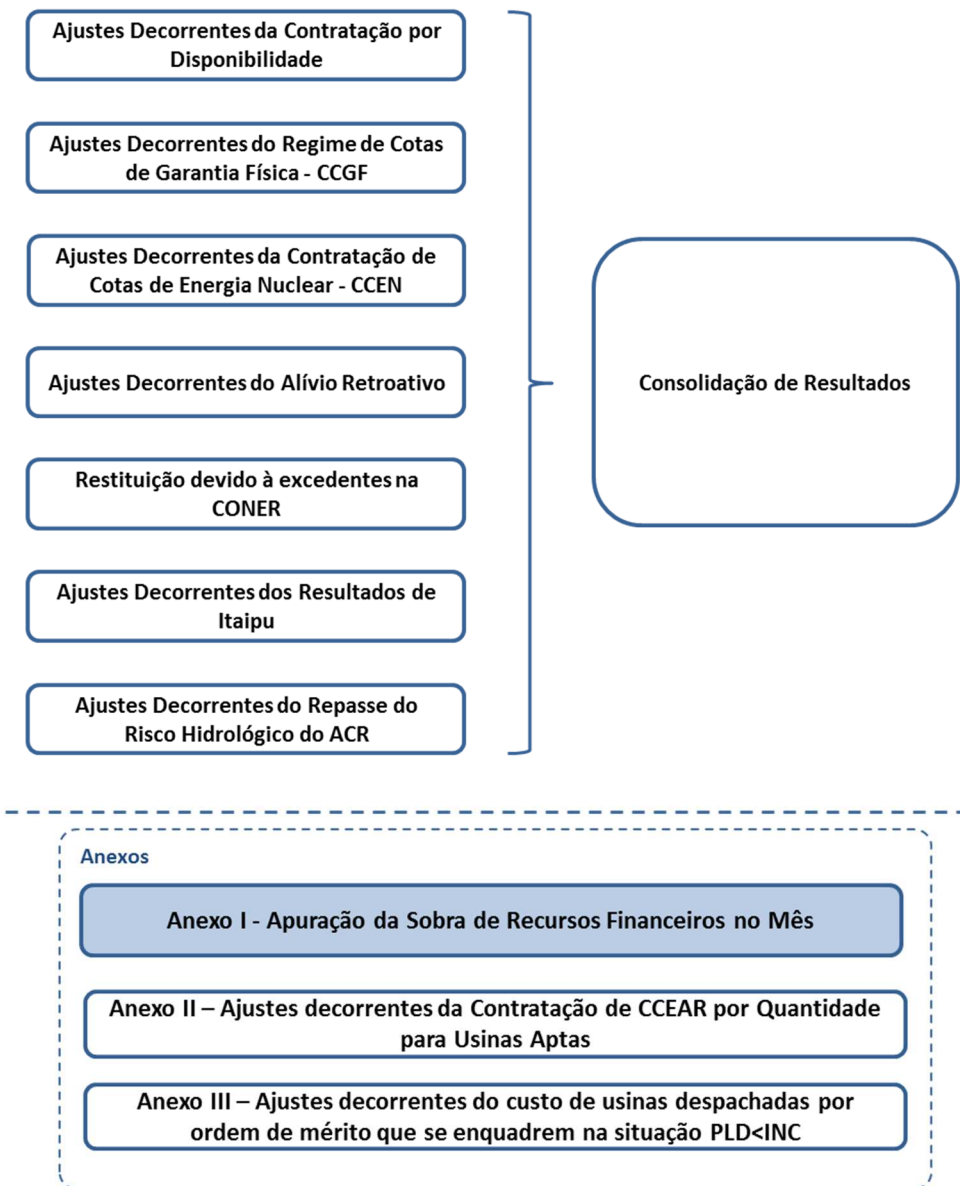 Ajustes Decorrentes da Contratação por
Disponibilidade
Ajustes Decorrentes do Regime de Cotas
de Garantia Física - CCGF
Ajustes Decorrentes da Contratação de
Cotas de Energia Nuclear - CCEN
Ajustes Decorrentes do Alívio Retroativo
Restituição devido à excedentes na
CONER
Ajustes Decorrentes dos Resultados de
Itaipu
Ajustes Decorrentes do Repasse do
Risco Hidrológico do ACR
Consolidação de Resultados
Anexos
Anexo I - Apuração da Sobra de Recursos Financeiros no Mês
Anexo II – Ajustes decorrentes da Contratação de CCEAR por Quantidade
para Usinas Aptas
Anexo III – Ajustes decorrentes do custo de usinas despachadas por
ordem de mérito que se enquadrem na situação PLD<INC